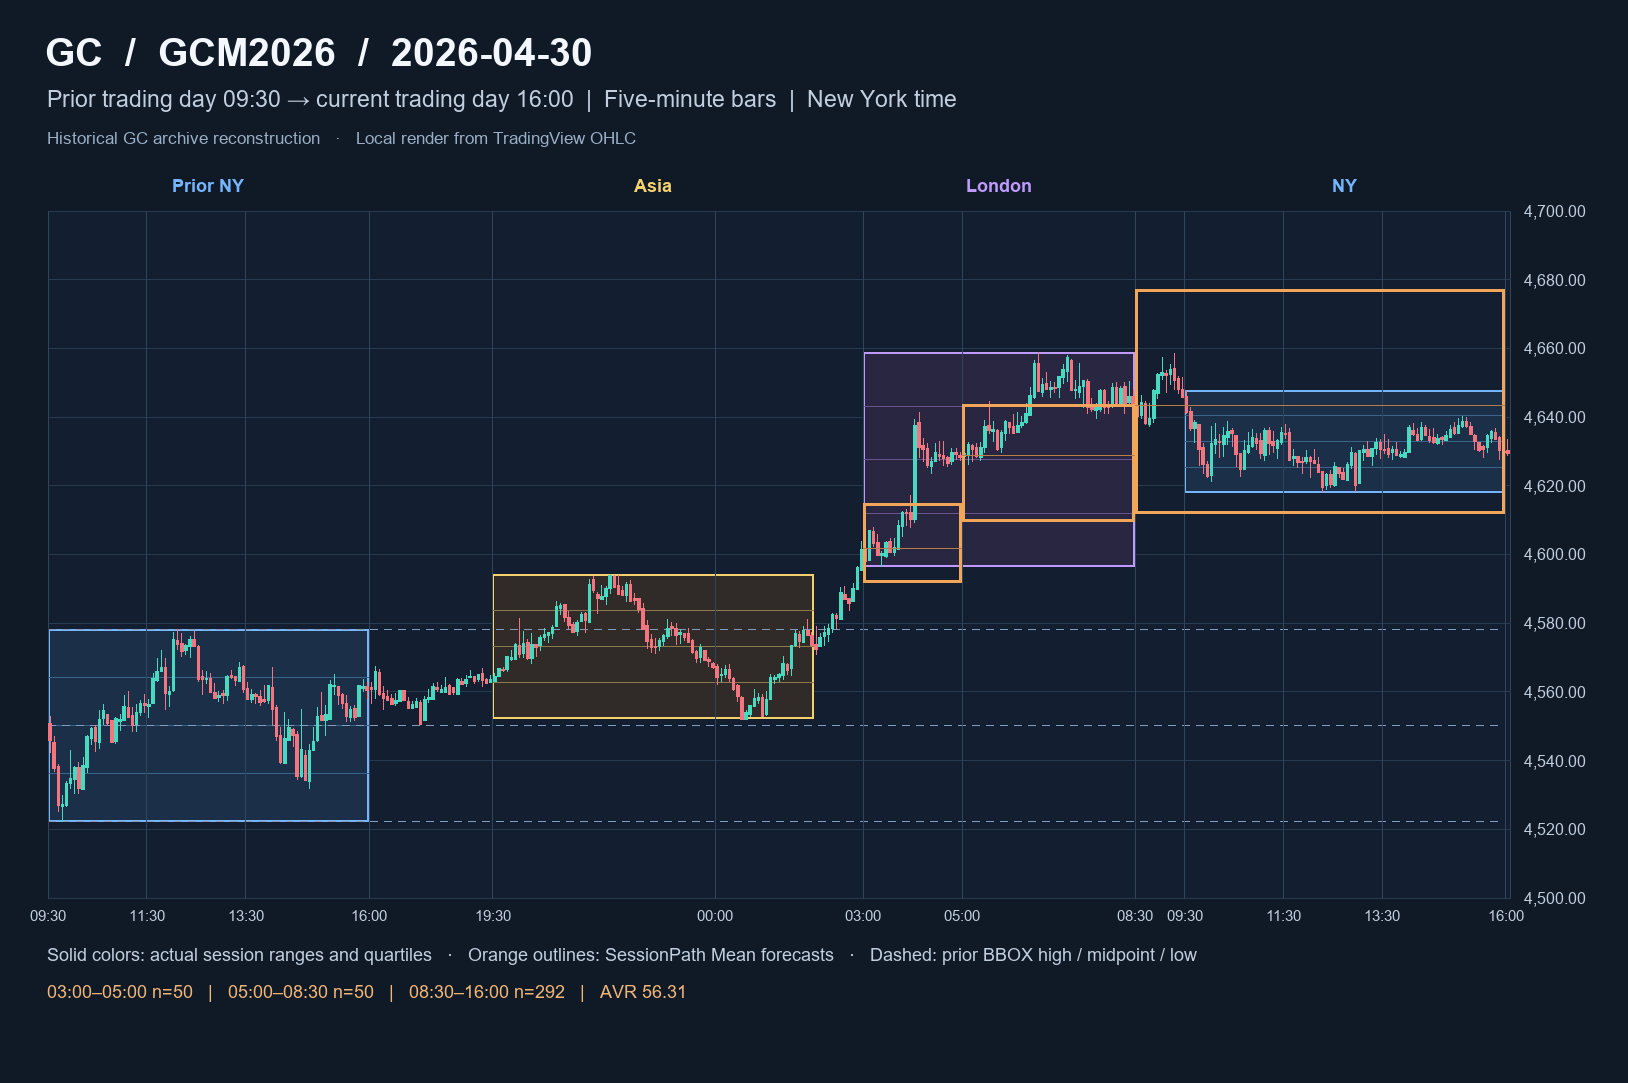 GC / GCM2026 / 2026-04-30
Prior trading day 09:30 → current trading day 16:00 | Five-minute bars | New York time
Historical GC archive reconstruction · Local render from TradingView OHLC
Prior NY Asia London NY
4,700.00
4,680.00
4,660.00
4,640.00
4,620.00
4,600.00
4,580.00
4,560.00
4,540.00
4,520.00
4,500.00
09:30 11:30 13:30 16:00 19:30 00:00 03:00 05:00 08:30 09:30 11:30 13:30 16:00
Solid colors: actual session ranges and quartiles · Orange outlines: SessionPath Mean forecasts · Dashed: prior BBOX high / midpoint / low
03:00–05:00 n=50 | 05:00–08:30 n=50 | 08:30–16:00 n=292 | AVR 56.31